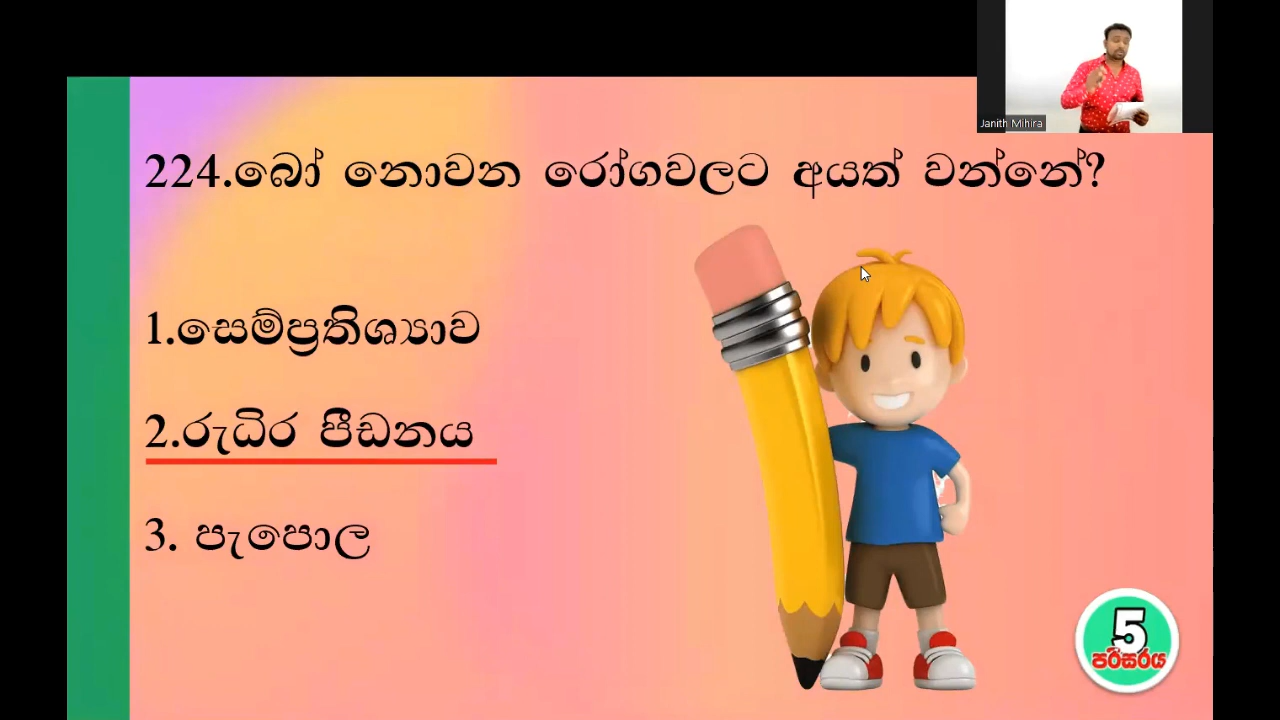 Janith Mihira
224.බෝ නොවන රෝගවලට අයත් වන්නේ?
1.සෙම්ප්‍රතිශ්‍යාව
2.රුධිර පීඩනය
3. පැපොල
5
පරිසරය